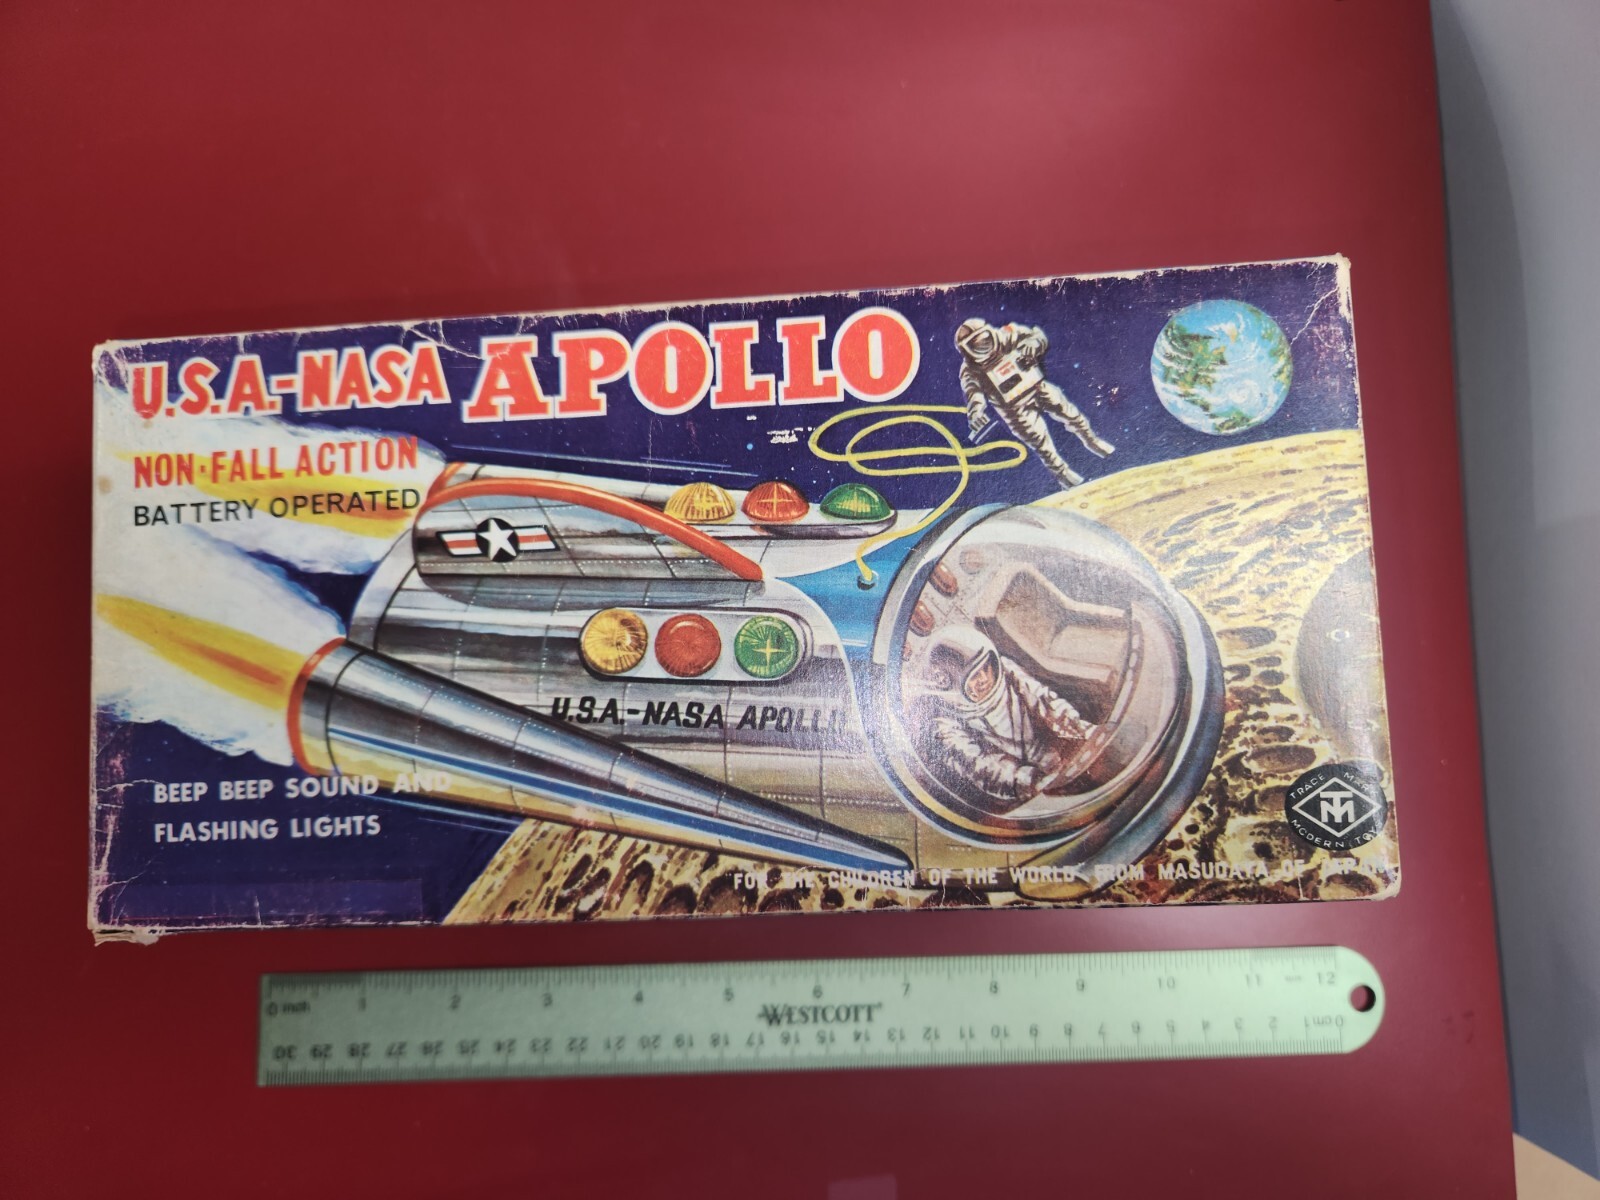 U.S.A.-NASA APOLLO
NON-FALL ACTION
BATTERY OPERATED
U.S.A.-NASA APOLLO
BEEP BEEP SOUND AND
FLASHING LIGHTS
TRADE MARK
TM
MODERN TOYS
FOR THE CHILDREN OF THE WORLD FROM MASUDAYA OF JAPAN
0 inch 1 2 3 4 5 6 7 8 9 10 11 12
WESTCOTT
30 29 28 27 26 25 24 23 22 21 20 19 18 17 16 15 14 13 12 11 10 9 8 7 6 5 4 3 2 1 cm 0